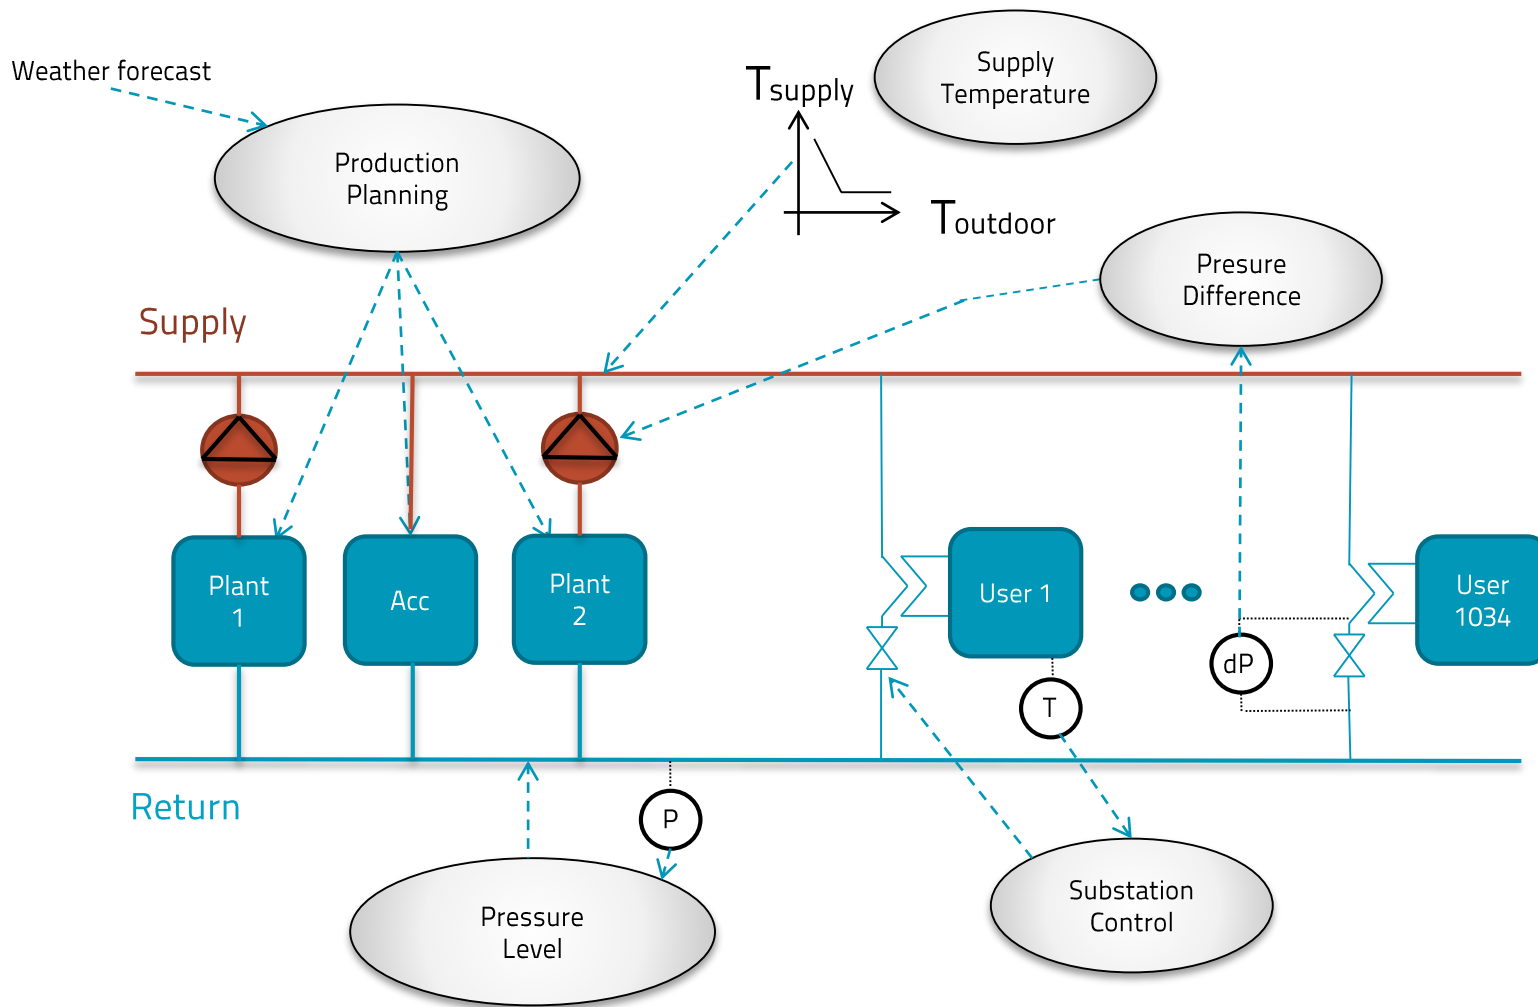 Supply
Temperature
Weather forecast
Tsupply
Production
Planning
Toutdoor
Presure
Difference
Supply
Plant
1
Acc
Plant
2
User 1
User
1034
dP
T
Return
P
Substation
Control
Pressure
Level